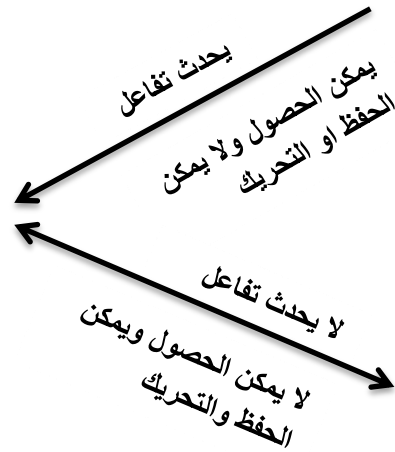 يحدث تفاعل
يمكن الحصول ولا يمكن
الحفظ او التحريك
لا يحدث تفاعل
لا يمكن الحصول ويمكن
الحفظ والتحريك